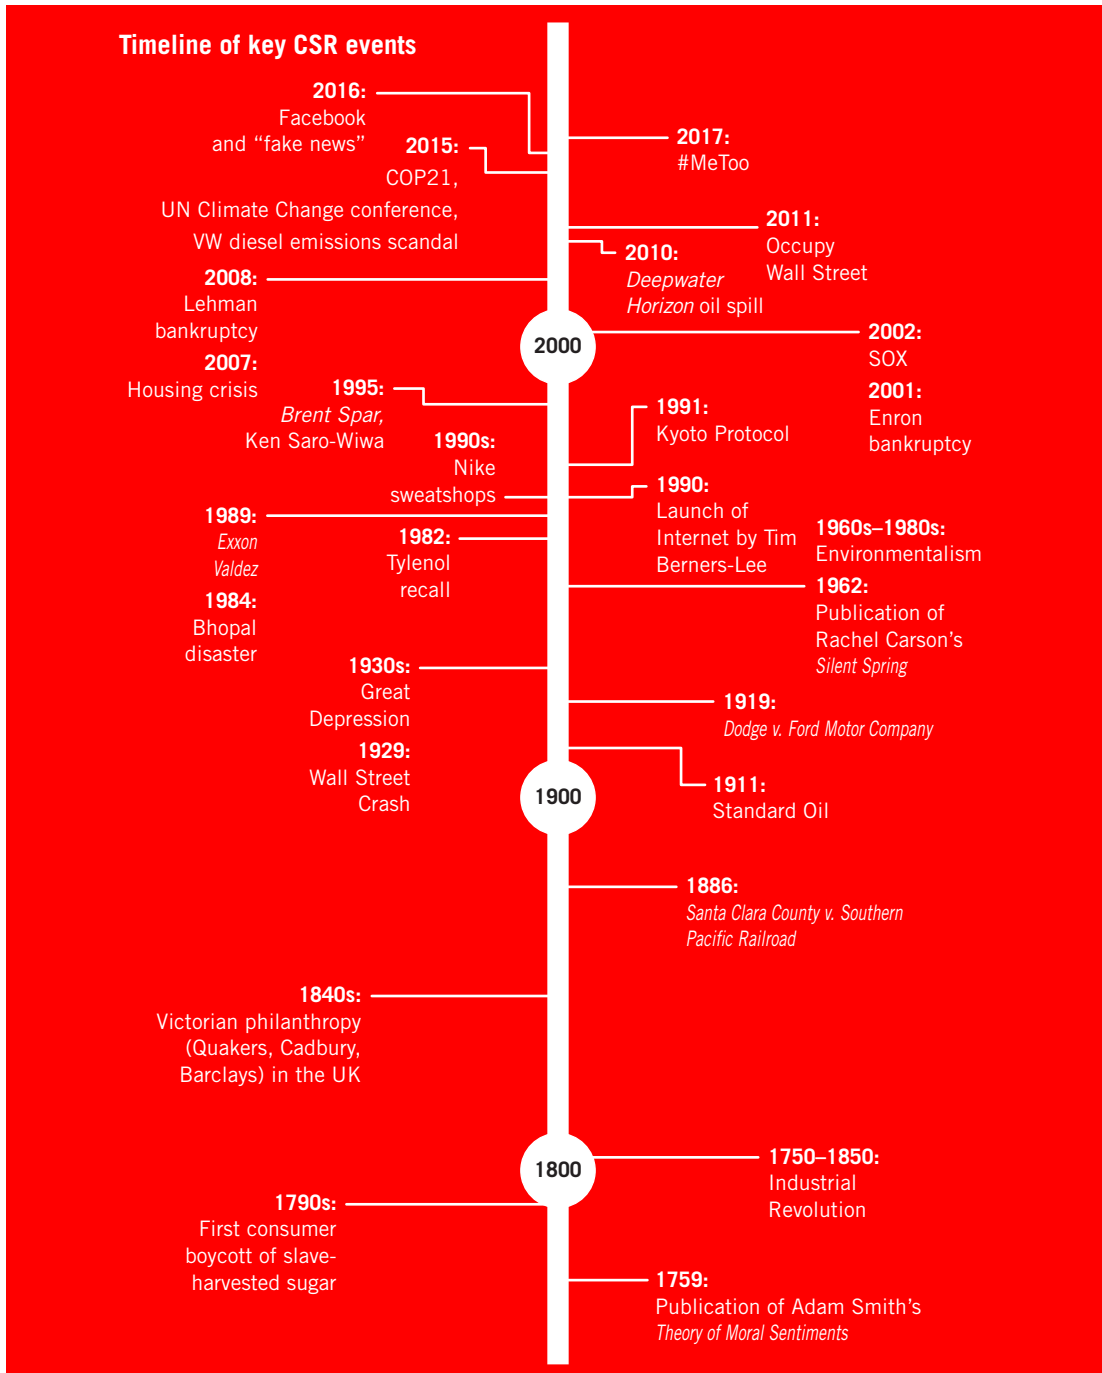 Timeline of key CSR events
2016:
Facebook
and “fake news”
2015:
COP21,
UN Climate Change conference,
VW diesel emissions scandal
2017:
#MeToo
2011:
Occupy
Wall Street
2010:
Deepwater
Horizon oil spill
2008:
Lehman
bankruptcy
2007:
Housing crisis
2000
2002:
SOX
2001:
Enron
bankruptcy
1995:
Brent Spar,
Ken Saro-Wiwa
1991:
Kyoto Protocol
1990s:
Nike
sweatshops
1990:
Launch of
Internet by Tim
Berners-Lee
1989:
Exxon
Valdez
1984:
Bhopal
disaster
1982:
Tylenol
recall
1960s–1980s:
Environmentalism
1962:
Publication of
Rachel Carson’s
Silent Spring
1930s:
Great
Depression
1929:
Wall Street
Crash
1919:
Dodge v. Ford Motor Company
1911:
Standard Oil
1900
1886:
Santa Clara County v. Southern
Pacific Railroad
1840s:
Victorian philanthropy
(Quakers, Cadbury,
Barclays) in the UK
1800
1750–1850:
Industrial
Revolution
1790s:
First consumer
boycott of slave-
harvested sugar
1759:
Publication of Adam Smith’s
Theory of Moral Sentiments